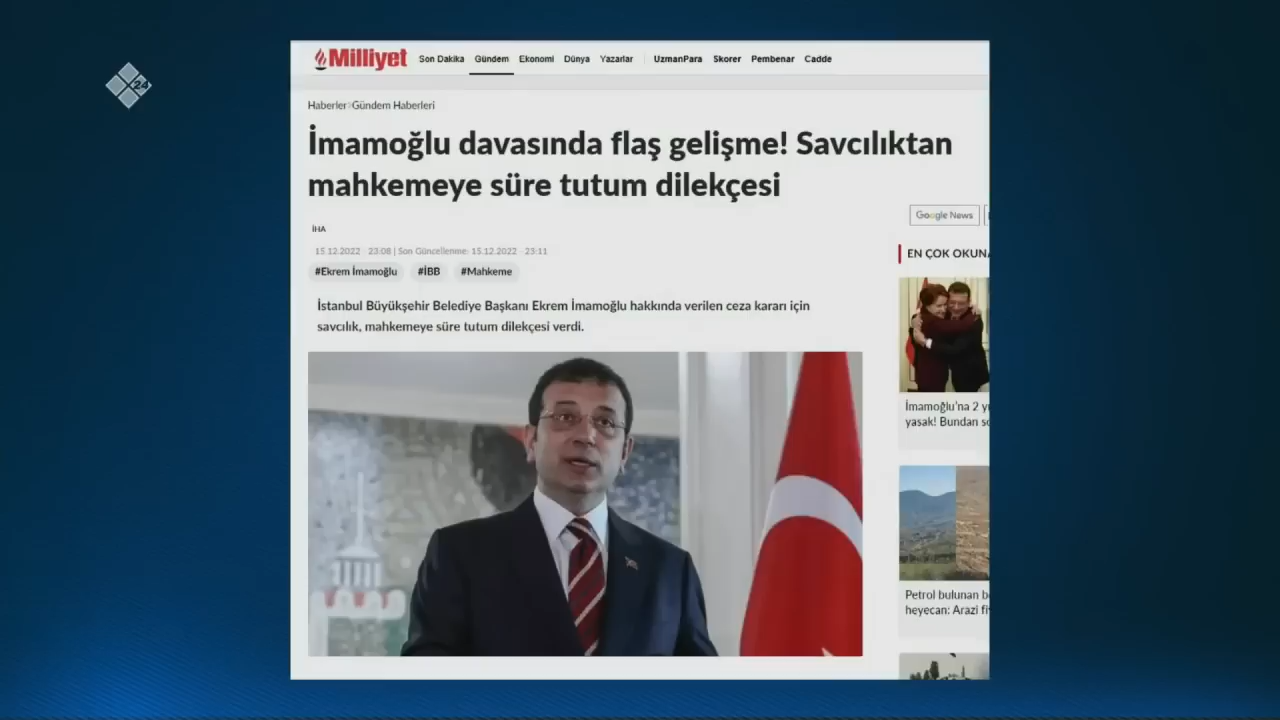 X24
Milliyet
Son Dakika Gündem Ekonomi Dünya Yazarlar UzmanPara Skorer Pembenar Cadde
Haberler Gündem Haberleri
İmamoğlu davasında flaş gelişme! Savcılıktan
mahkemeye süre tutum dilekçesi
Google News
İHA
EN ÇOK OKUN
15.12.2022 - 23:08 | Son Güncellenme: 15.12.2022 - 23:11
#Ekrem İmamoğlu #İBB #Mahkeme
İstanbul Büyükşehir Belediye Başkanı Ekrem İmamoğlu hakkında verilen ceza kararı için
savcılık, mahkemeye süre tutum dilekçesi verdi.
İmamoğlu'na 2 y
yasak! Bundan s
Petrol bulunan b
heyecan: Arazi fi